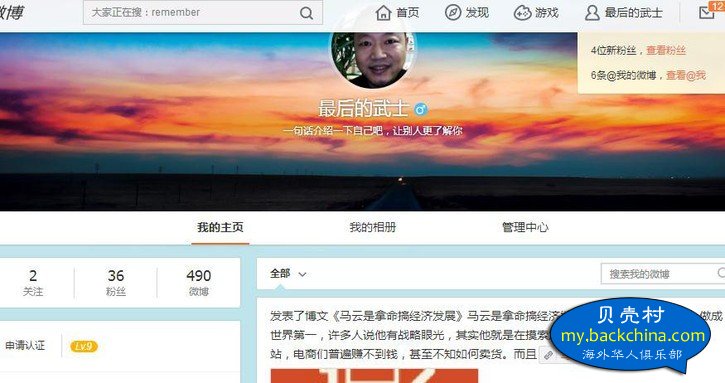 微博
大家正在搜：remember
首页
发现
游戏
最后的武士
12
4位新粉丝，查看粉丝
6条@我的微博，查看@我
最后的武士
一句话介绍一下自己吧，让别人更了解你
我的主页
我的相册
管理中心
2
关注
36
粉丝
490
微博
全部
搜索我的微博
申请认证
Lv9
发表了博文《马云是拿命搞经济发展》马云是拿命搞经济
做成
世界第一，许多人说他有战略眼光，其实他就是在摸索
站，电商们普遍赚不到钱，甚至不知如何卖货。而且
贝壳村
my.backchina.com
海外华人俱乐部